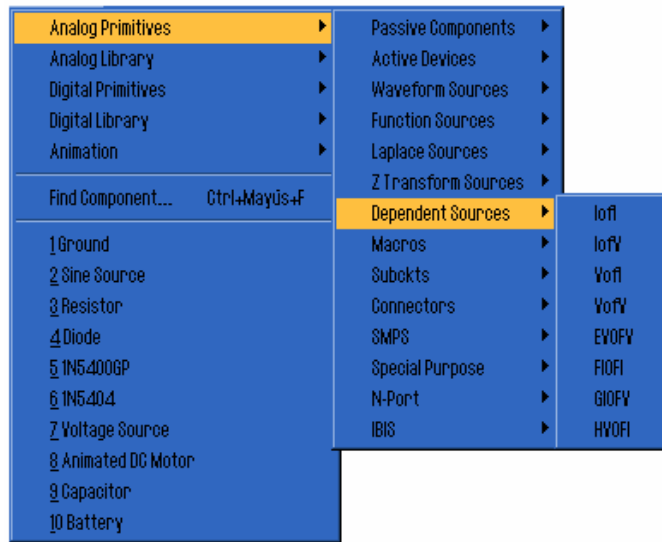 Analog Primitives
Analog Library
Digital Primitives
Digital Library
Animation
Find Component... Ctrl+Mayús+F
1 Ground
2 Sine Source
3 Resistor
4 Diode
5 1N5400GP
6 1N5404
7 Voltage Source
8 Animated DC Motor
9 Capacitor
10 Battery
Passive Components
Active Devices
Waveform Sources
Function Sources
Laplace Sources
Z Transform Sources
Dependent Sources
Macros
Subckts
Connectors
SMPS
Special Purpose
N-Port
IBIS
IofI
IofV
VofI
VofV
EVOFV
FIOFI
GIOFV
HVOFI